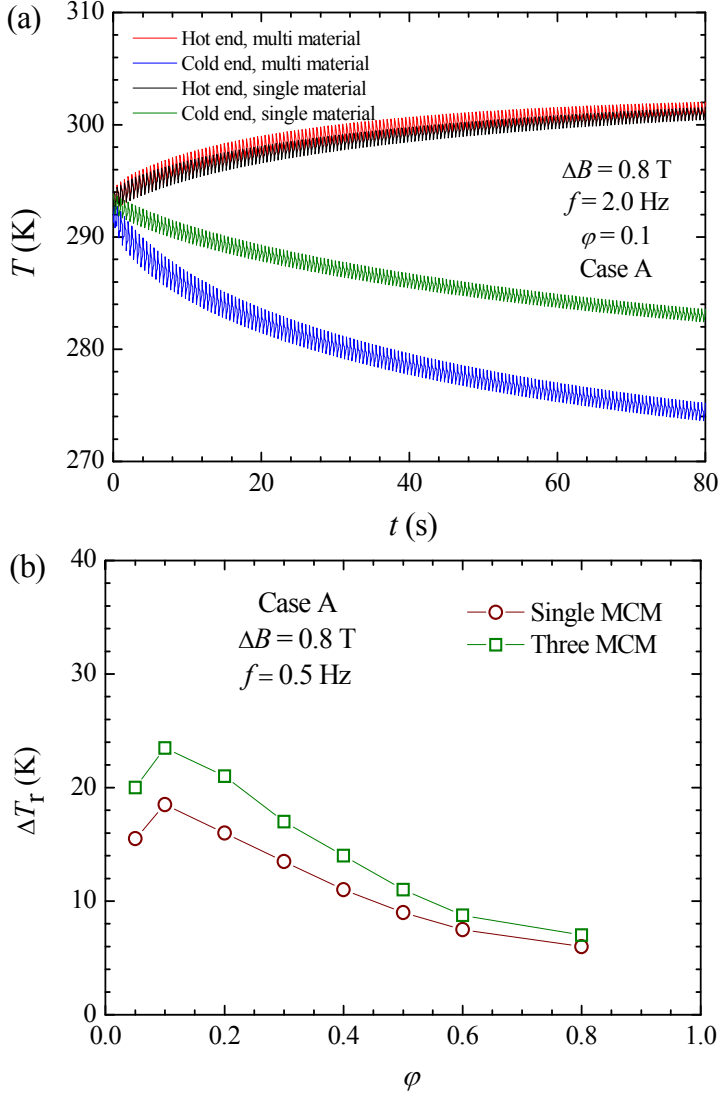 (a)
310
300
290
280
270
T (K)
Hot end, multi material
Cold end, multi material
Hot end, single material
Cold end, single material
ΔB = 0.8 T
f = 2.0 Hz
φ = 0.1
Case A
0 20 40 60 80
t (s)
(b)
40
30
20
10
0
ΔTr (K)
Case A
ΔB = 0.8 T
f = 0.5 Hz
Single MCM
Three MCM
0.0 0.2 0.4 0.6 0.8 1.0
φ